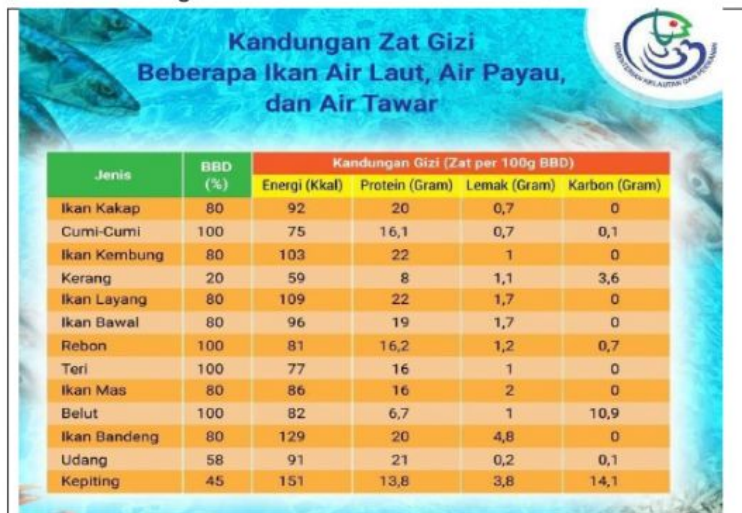 Kandungan Zat Gizi
Beberapa Ikan Air Laut, Air Payau,
dan Air Tawar
KEMENTERIAN KELAUTAN DAN PERIKANAN
Jenis BBD (%) Kandungan Gizi (Zat per 100g BBD)
Energi (Kkal) Protein (Gram) Lemak (Gram) Karbon (Gram)
Ikan Kakap 80 92 20 0,7 0
Cumi-Cumi 100 75 16,1 0,7 0,1
Ikan Kembung 80 103 22 1 0
Kerang 20 59 8 1,1 3,6
Ikan Layang 80 109 22 1,7 0
Ikan Bawal 80 96 19 1,7 0
Rebon 100 81 16,2 1,2 0,7
Teri 100 77 16 1 0
Ikan Mas 80 86 16 2 0
Belut 100 82 6,7 1 10,9
Ikan Bandeng 80 129 20 4,8 0
Udang 58 91 21 0,2 0,1
Kepiting 45 151 13,8 3,8 14,1